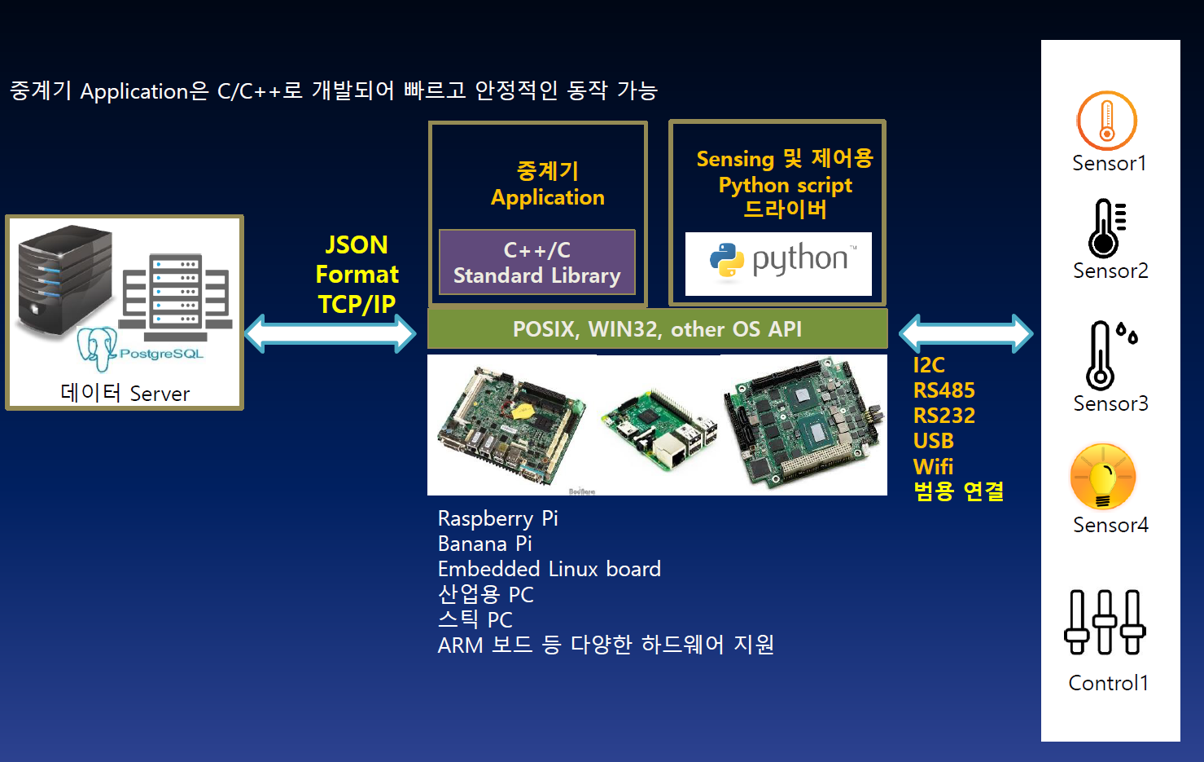 중계기 Application은 C/C++로 개발되어 빠르고 안정적인 동작 가능
중계기
Application
C++/C
Standard Library
Sensing 및 제어용
Python script
드라이버
python™
POSIX, WIN32, other OS API
JSON
Format
TCP/IP
PostgreSQL
데이터 Server
I2C
RS485
RS232
USB
Wifi
범용 연결
Raspberry Pi
Banana Pi
Embedded Linux board
산업용 PC
스틱 PC
ARM 보드 등 다양한 하드웨어 지원
Sensor1
Sensor2
Sensor3
Sensor4
Control1